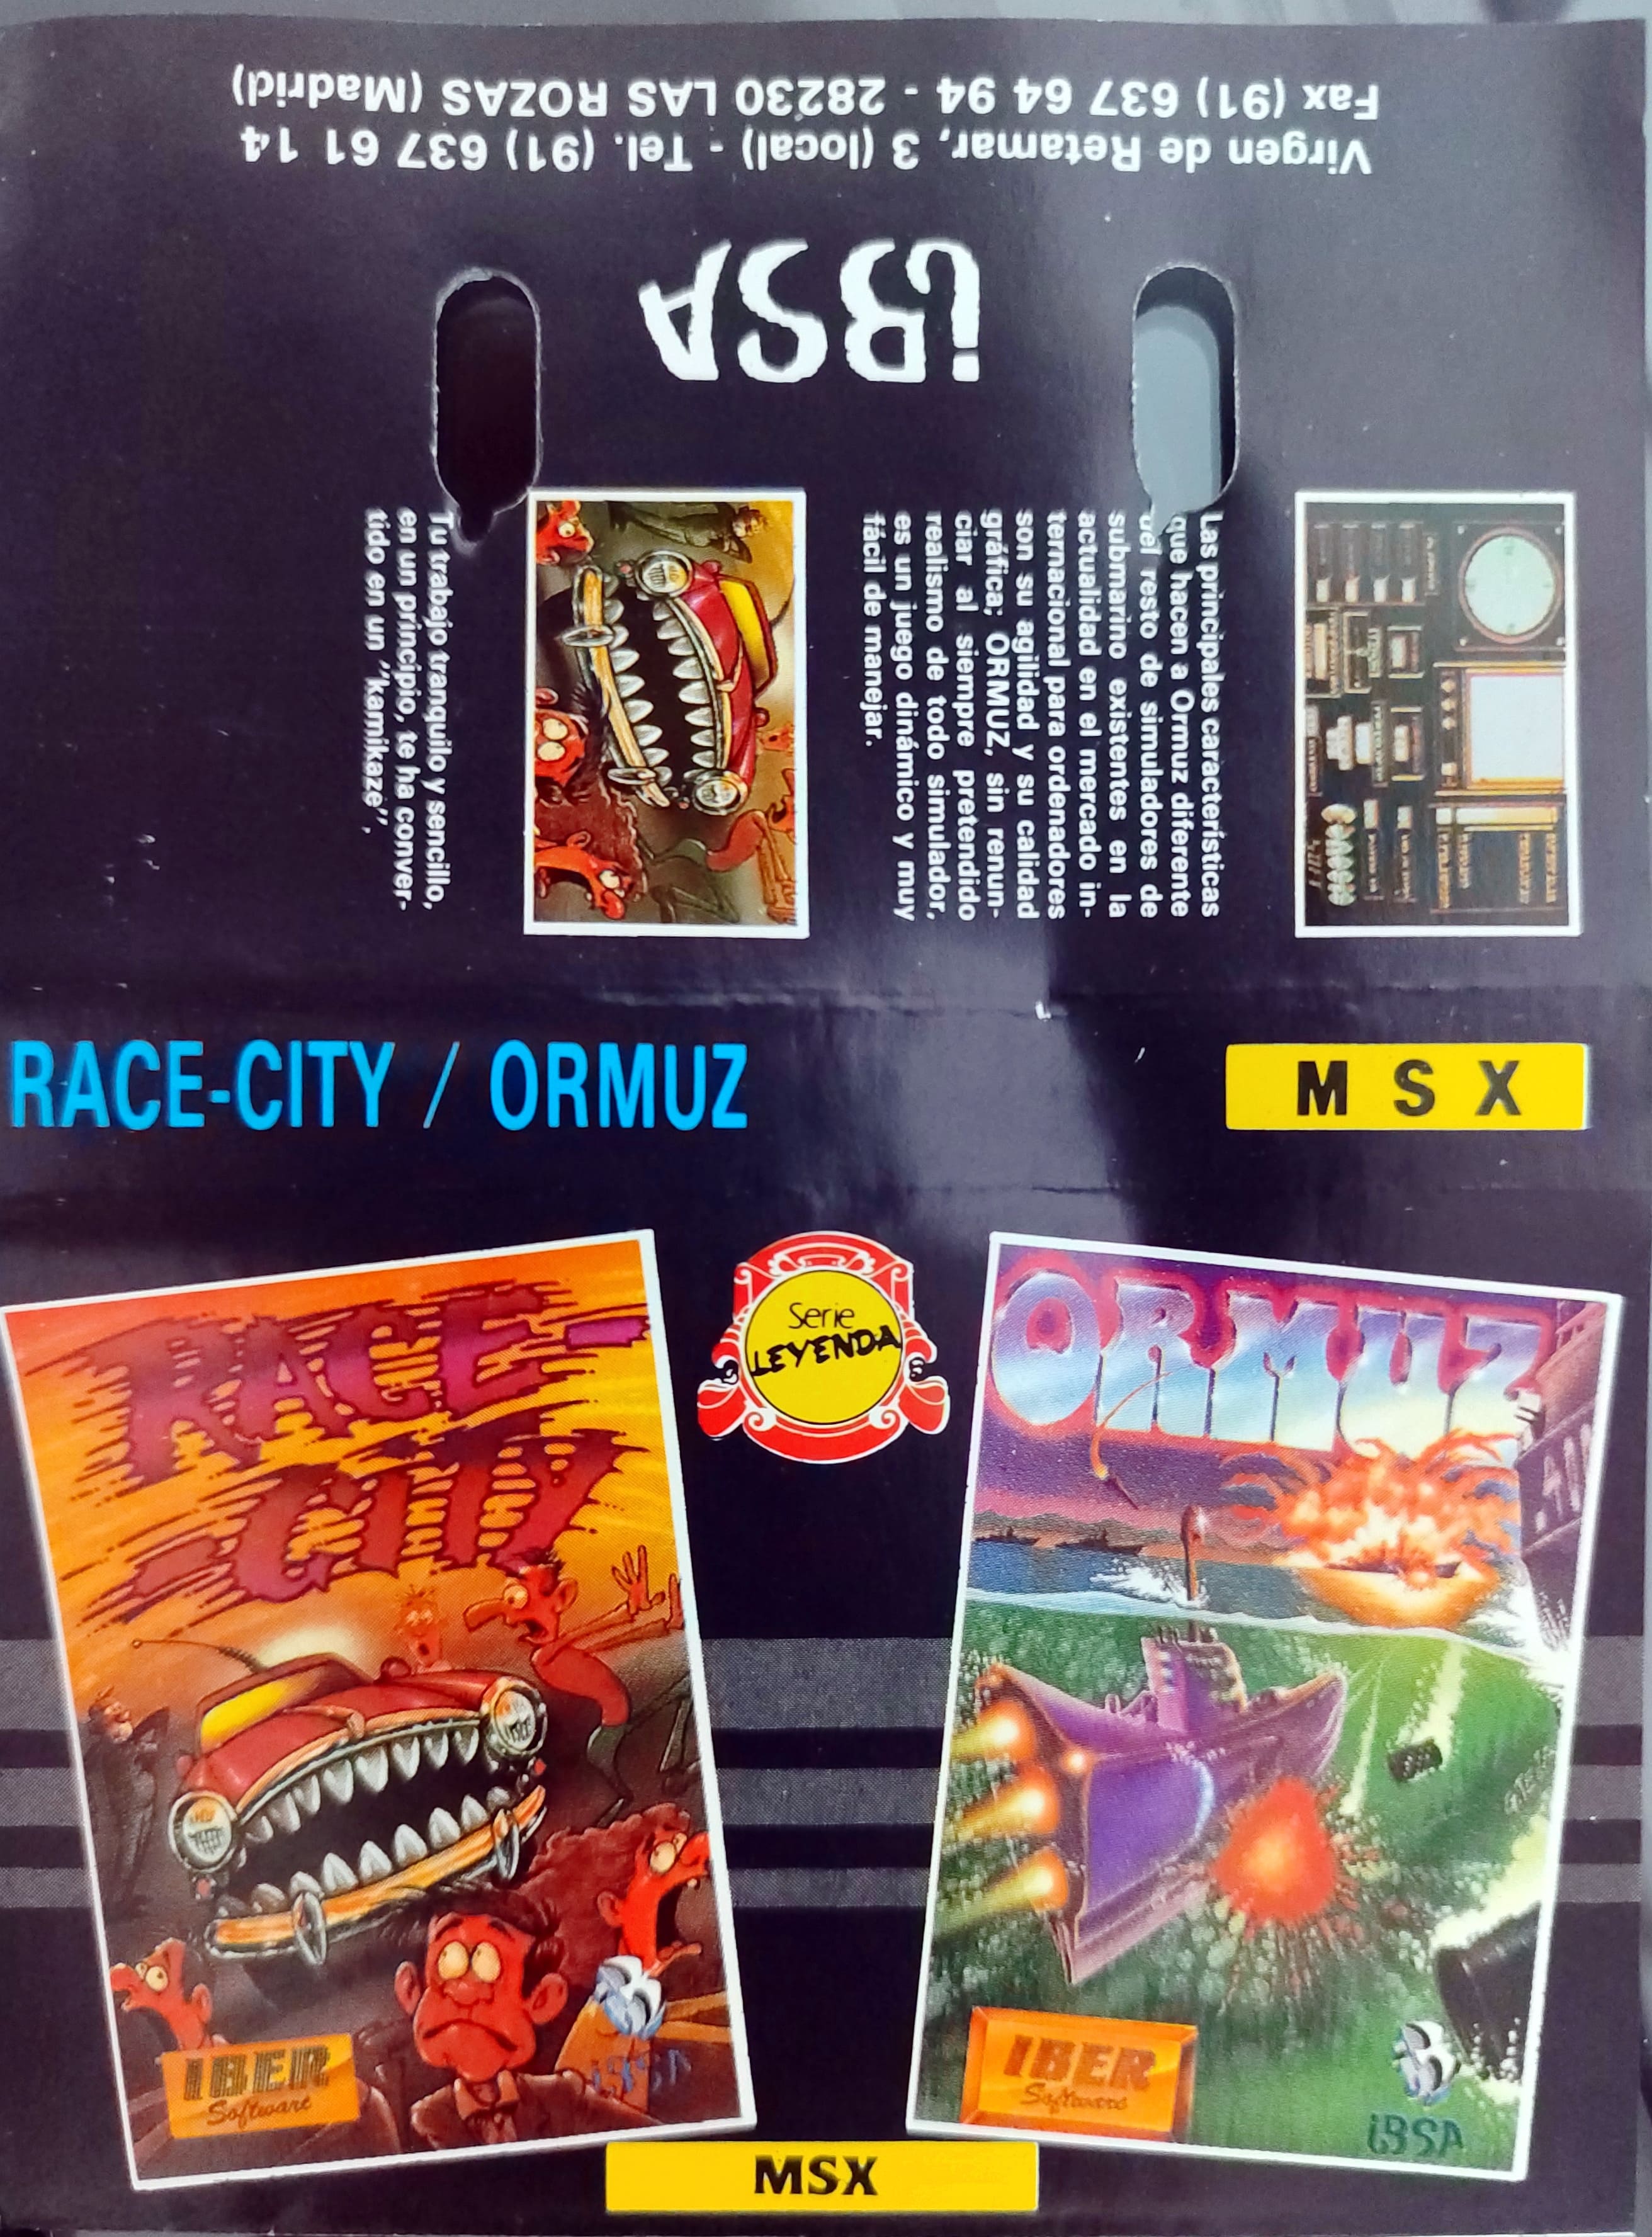 Virgen de Retamar, 3 (local) - Tel. (91) 637 61 14
Fax (91) 637 64 94 - 28230 LAS ROZAS (Madrid)
iBSA
Las principales características
que hacen a Ormuz diferente
del resto de simuladores de
submarino existentes en la
actualidad en el mercado in-
ternacional para ordenadores
son su agilidad y su calidad
gráfica; ORMUZ, sin renun-
ciar al siempre pretendido
realismo de todo simulador,
es un juego dinámico y muy
fácil de manejar.
Tu trabajo tranquilo y sencillo,
en un principio, te ha conver-
tido en un "kamikaze",
RACE-CITY / ORMUZ
M S X
RACE-
-CITY
IBER
Software
iBSA
Serie
LEYENDA
ORMUZ
IBER
Software
iBSA
MSX